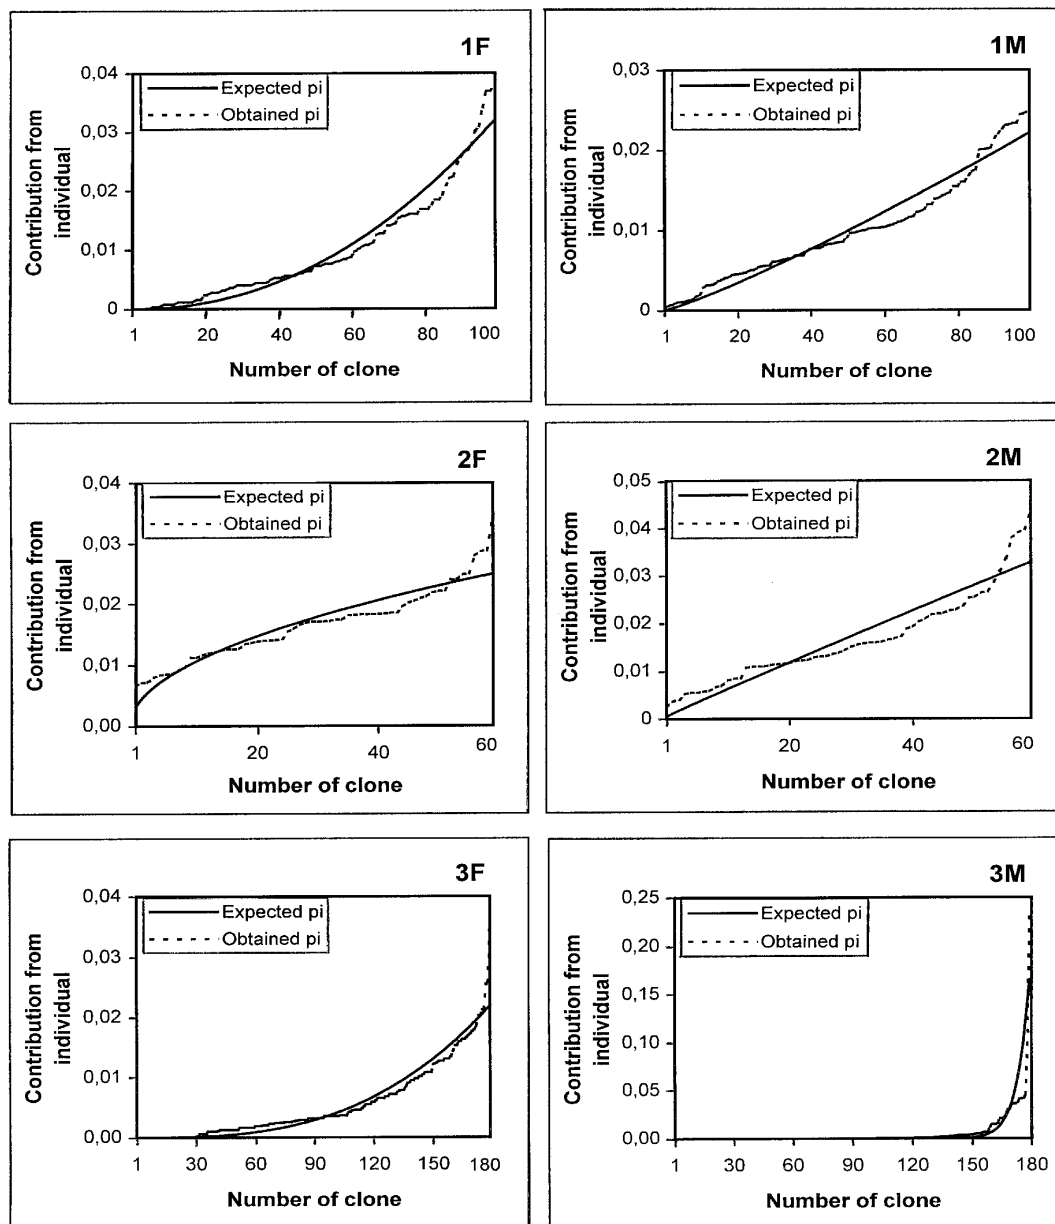 1F
0,04
0,03
0,02
0,01
0
Expected pi
Obtained pi
Contribution from
individual
1
20
40
60
80
100
Number of clone
1M
0,03
0,02
0,01
0
Expected pi
Obtained pi
Contribution from
individual
1
20
40
60
80
100
Number of clone
2F
0,04
0,03
0,02
0,01
0,00
Expected pi
Obtained pi
Contribution from
individual
1
20
40
60
Number of clone
2M
0,05
0,04
0,03
0,02
0,01
0
Expected pi
Obtained pi
Contribution from
individual
1
20
40
60
Number of clone
3F
0,04
0,03
0,02
0,01
0,00
Expected pi
Obtained pi
Contribution from
individual
1
30
60
90
120
150
180
Number of clone
3M
0,25
0,20
0,15
0,10
0,05
0,00
Expected pi
Obtained pi
Contribution from
individual
1
30
60
90
120
150
180
Number of clone